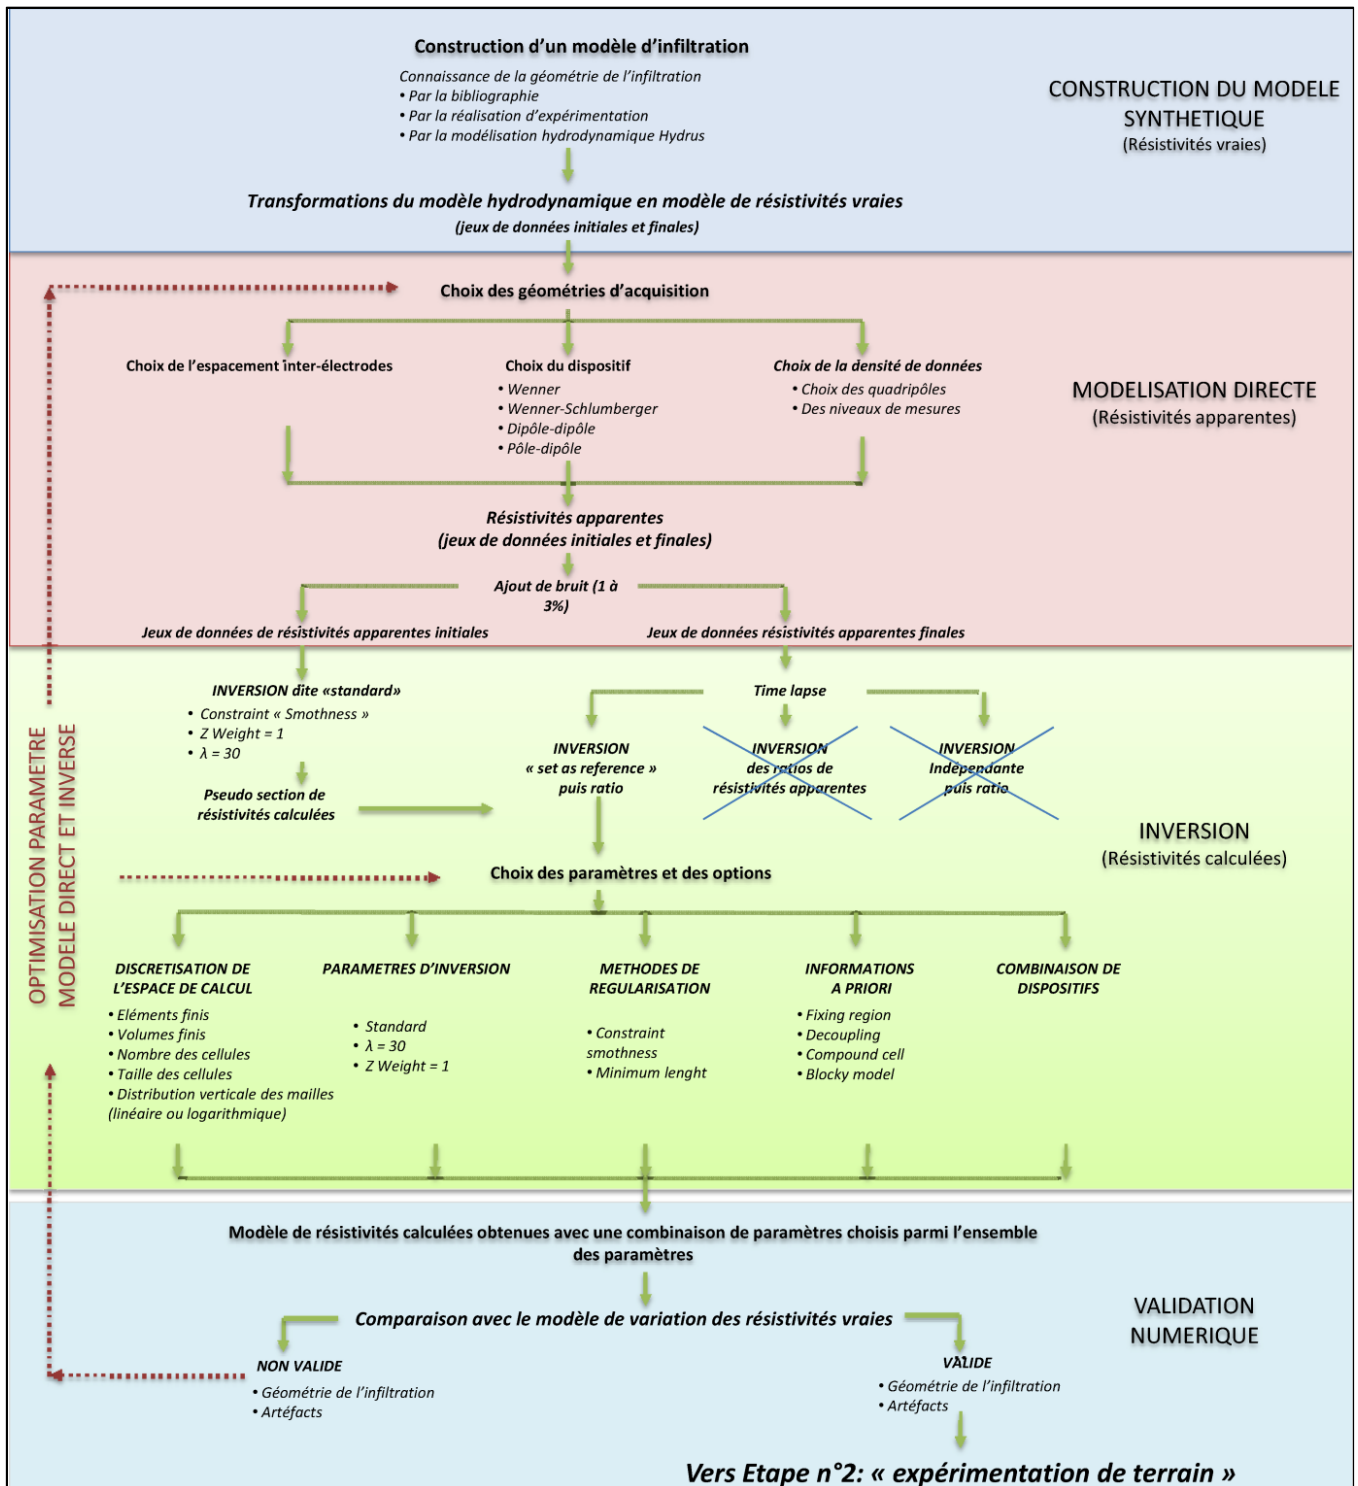 Construction d’un modèle d’infiltration
Connaissance de la géométrie de l’infiltration
• Par la bibliographie
• Par la réalisation d’expérimentation
• Par la modélisation hydrodynamique Hydrus
CONSTRUCTION DU MODELE
SYNTHETIQUE
(Résistivités vraies)
Transformations du modèle hydrodynamique en modèle de résistivités vraies
(jeux de données initiales et finales)
Choix des géométries d’acquisition
Choix de l’espacement inter-électrodes
Choix du dispositif
• Wenner
• Wenner-Schlumberger
• Dipôle-dipôle
• Pôle-dipôle
Choix de la densité de données
• Choix des quadripôles
• Des niveaux de mesures
MODELISATION DIRECTE
(Résistivités apparentes)
Résistivités apparentes
(jeux de données initiales et finales)
Ajout de bruit (1 à
3%)
Jeux de données de résistivités apparentes initiales
Jeux de données résistivités apparentes finales
INVERSION dite «standard»
• Constraint « Smothness »
• Z Weight = 1
• λ = 30
Pseudo section de
résistivités calculées
Time lapse
INVERSION
« set as reference »
puis ratio
INVERSION
des ratios de
résistivités apparentes
INVERSION
Indépendante
puis ratio
INVERSION
(Résistivités calculées)
OPTIMISATION PARAMETRE
MODELE DIRECT ET INVERSE
Choix des paramètres et des options
DISCRETISATION DE
L’ESPACE DE CALCUL
• Eléments finis
• Volumes finis
• Nombre des cellules
• Taille des cellules
• Distribution verticale des mailles
(linéaire ou logarithmique)
PARAMETRES D’INVERSION
• Standard
• λ = 30
• Z Weight = 1
METHODES DE
REGULARISATION
• Constraint
smothness
• Minimum lenght
INFORMATIONS
A PRIORI
• Fixing region
• Decoupling
• Compound cell
• Blocky model
COMBINAISON DE
DISPOSITIFS
Modèle de résistivités calculées obtenues avec une combinaison de paramètres choisis parmi l’ensemble
des paramètres
Comparaison avec le modèle de variation des résistivités vraies
VALIDATION
NUMERIQUE
NON VALIDE
• Géométrie de l’infiltration
• Artéfacts
VALIDE
• Géométrie de l’infiltration
• Artéfacts
Vers Etape n°2: « expérimentation de terrain »